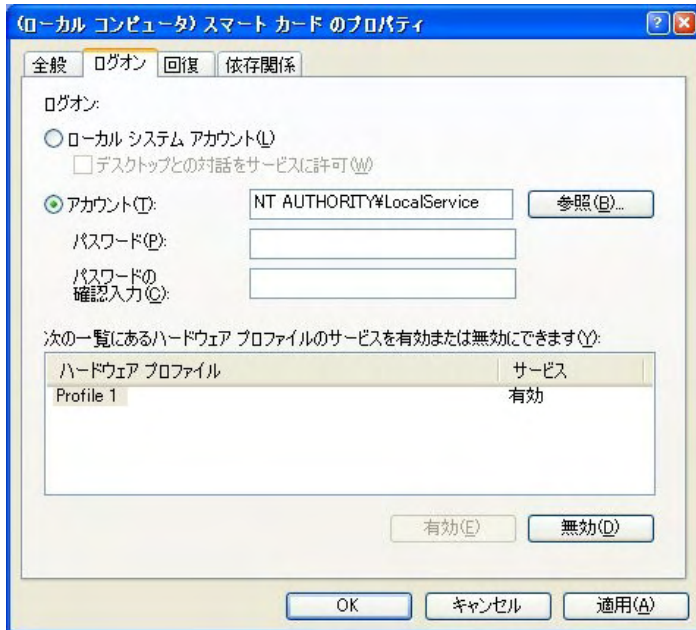 (ローカル コンピュータ) スマート カード のプロパティ
全般 ログオン 回復 依存関係
ログオン:
ローカル システム アカウント(L)
デスクトップとの対話をサービスに許可(W)
アカウント(T): NT AUTHORITY¥LocalService 参照(B)...
パスワード(P):
パスワードの
確認入力(C):
次の一覧にあるハードウェア プロファイルのサービスを有効または無効にできます(Y):
ハードウェア プロファイル サービス
Profile 1 有効
有効(E) 無効(D)
OK キャンセル 適用(A)